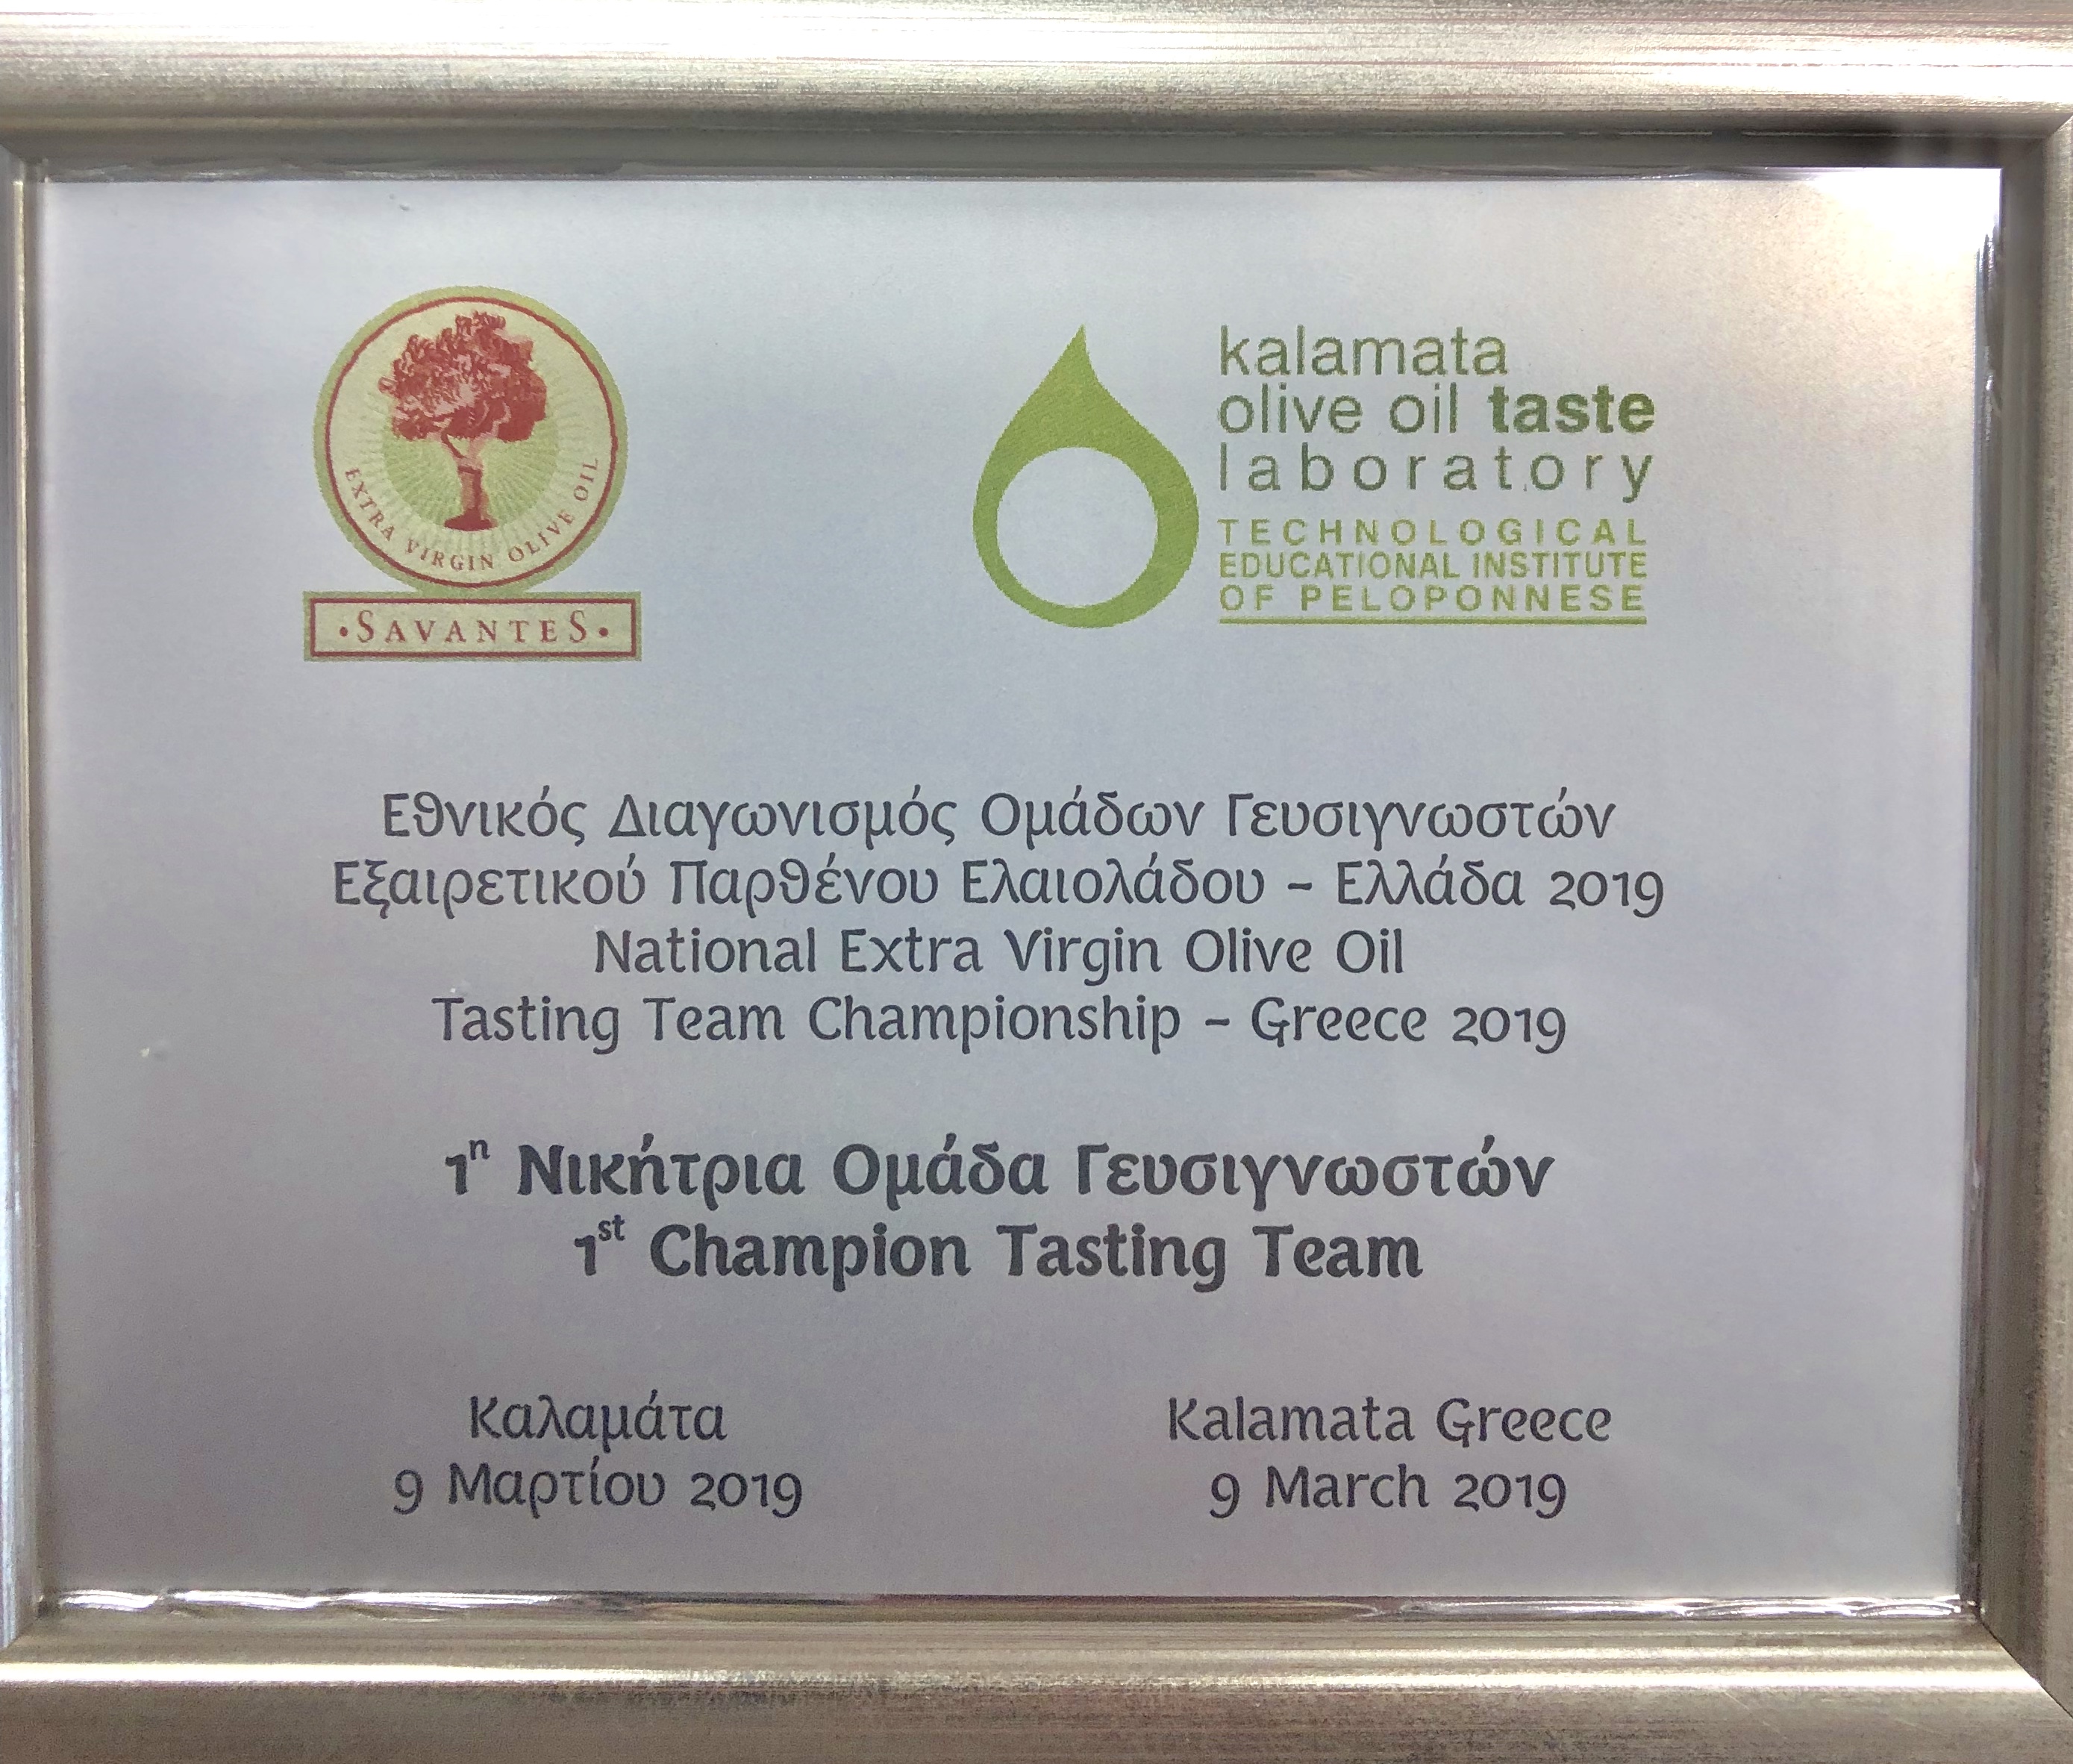 EXTRA VIRGIN OLIVE OIL
•SAVANTES•
kalamata
olive oil taste
laboratory
TECHNOLOGICAL
EDUCATIONAL INSTITUTE
OF PELOPONNESE
Εθνικός Διαγωνισμός Ομάδων Γευσιγνωστών
Εξαιρετικού Παρθένου Ελαιολάδου – Ελλάδα 2019
National Extra Virgin Olive Oil
Tasting Team Championship – Greece 2019
1η Νικήτρια Ομάδα Γευσιγνωστών
1st Champion Tasting Team
Καλαμάτα
9 Μαρτίου 2019
Kalamata Greece
9 March 2019